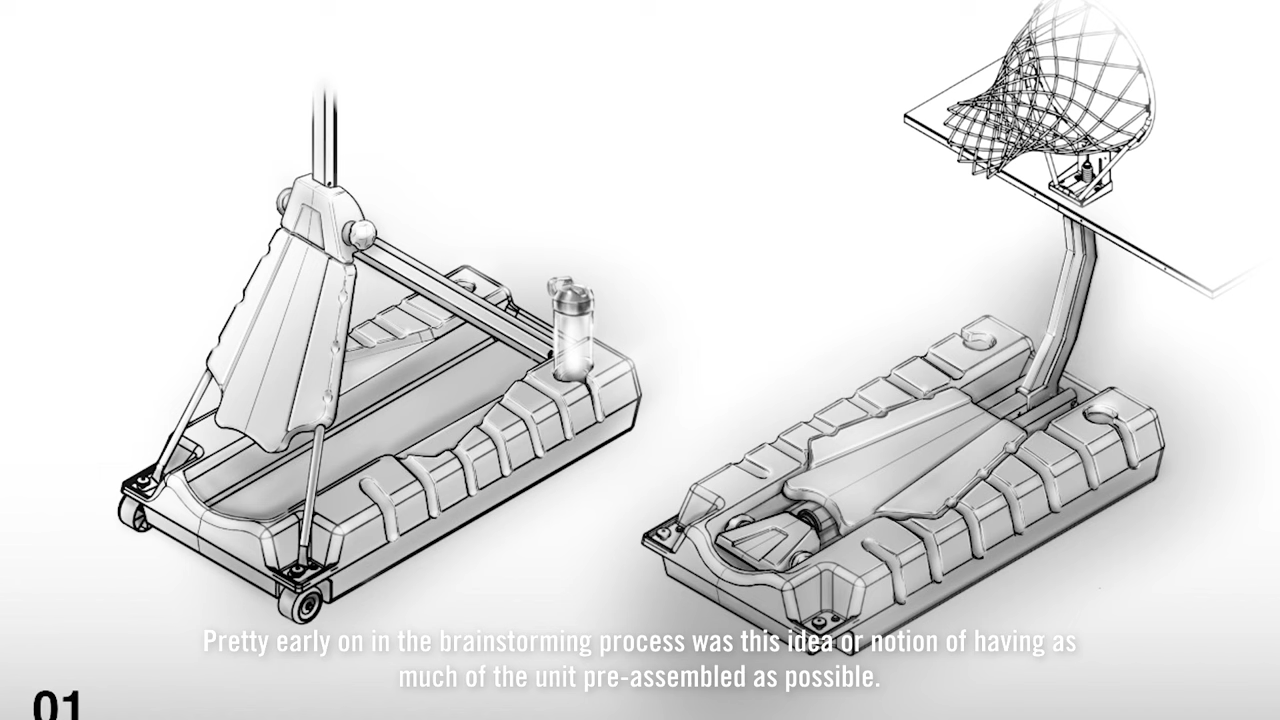 Pretty early on in the brainstorming process was this idea or notion of having as
much of the unit pre-assembled as possible.
01